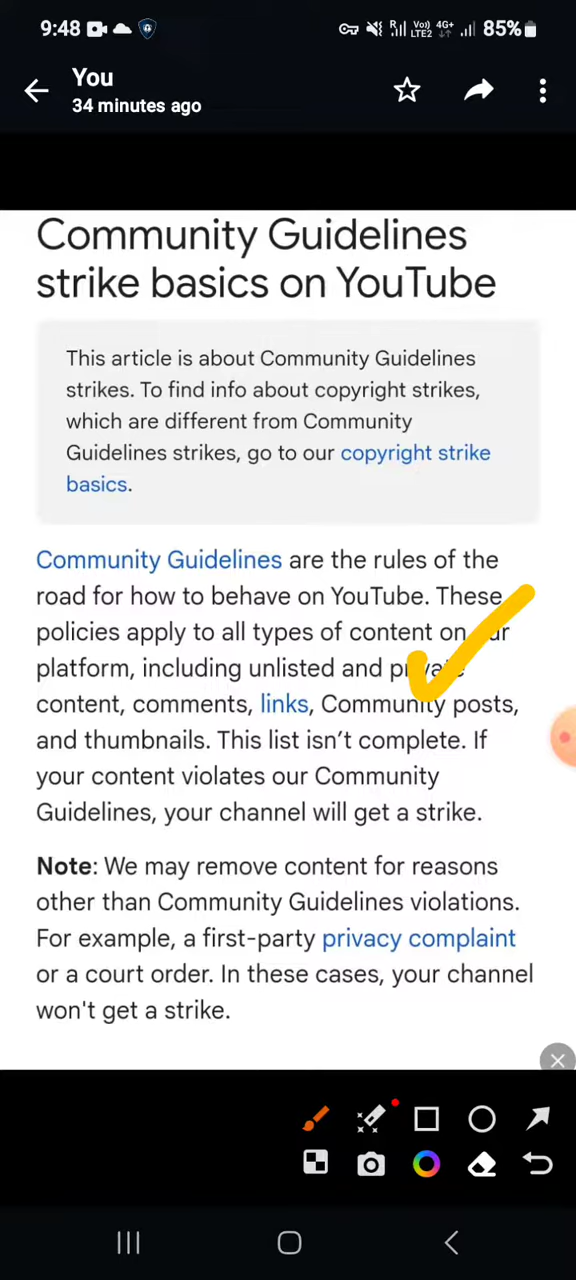 9:48
R
Vo))
LTE2
4G+
85%
You
34 minutes ago
Community Guidelines
strike basics on YouTube
This article is about Community Guidelines
strikes. To find info about copyright strikes,
which are different from Community
Guidelines strikes, go to our copyright strike
basics.
Community Guidelines are the rules of the
road for how to behave on YouTube. These
policies apply to all types of content on our
platform, including unlisted and private
content, comments, links, Community posts,
and thumbnails. This list isn't complete. If
your content violates our Community
Guidelines, your channel will get a strike.
Note: We may remove content for reasons
other than Community Guidelines violations.
For example, a first-party privacy complaint
or a court order. In these cases, your channel
won't get a strike.